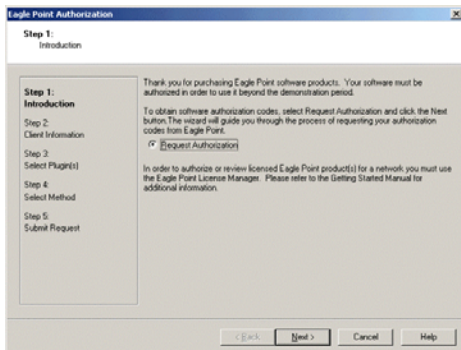 Eagle Point Authorization
Step 1:
Introduction
Step 1:
Introduction
Step 2:
Client Information
Step 3:
Select Plugin(s)
Step 4:
Select Method
Step 5:
Submit Request
Thank you for purchasing Eagle Point software products. Your software must be
authorized in order to use it beyond the demonstration period.
To obtain software authorization codes, select Request Authorization and click the Next
button. The wizard will guide you through the process of requesting your authorization
codes from Eagle Point.
Request Authorization
In order to authorize or review licensed Eagle Point product(s) for a network you must use
the Eagle Point License Manager. Please refer to the Getting Started Manual for
additional information.
< Back
Next >
Cancel
Help